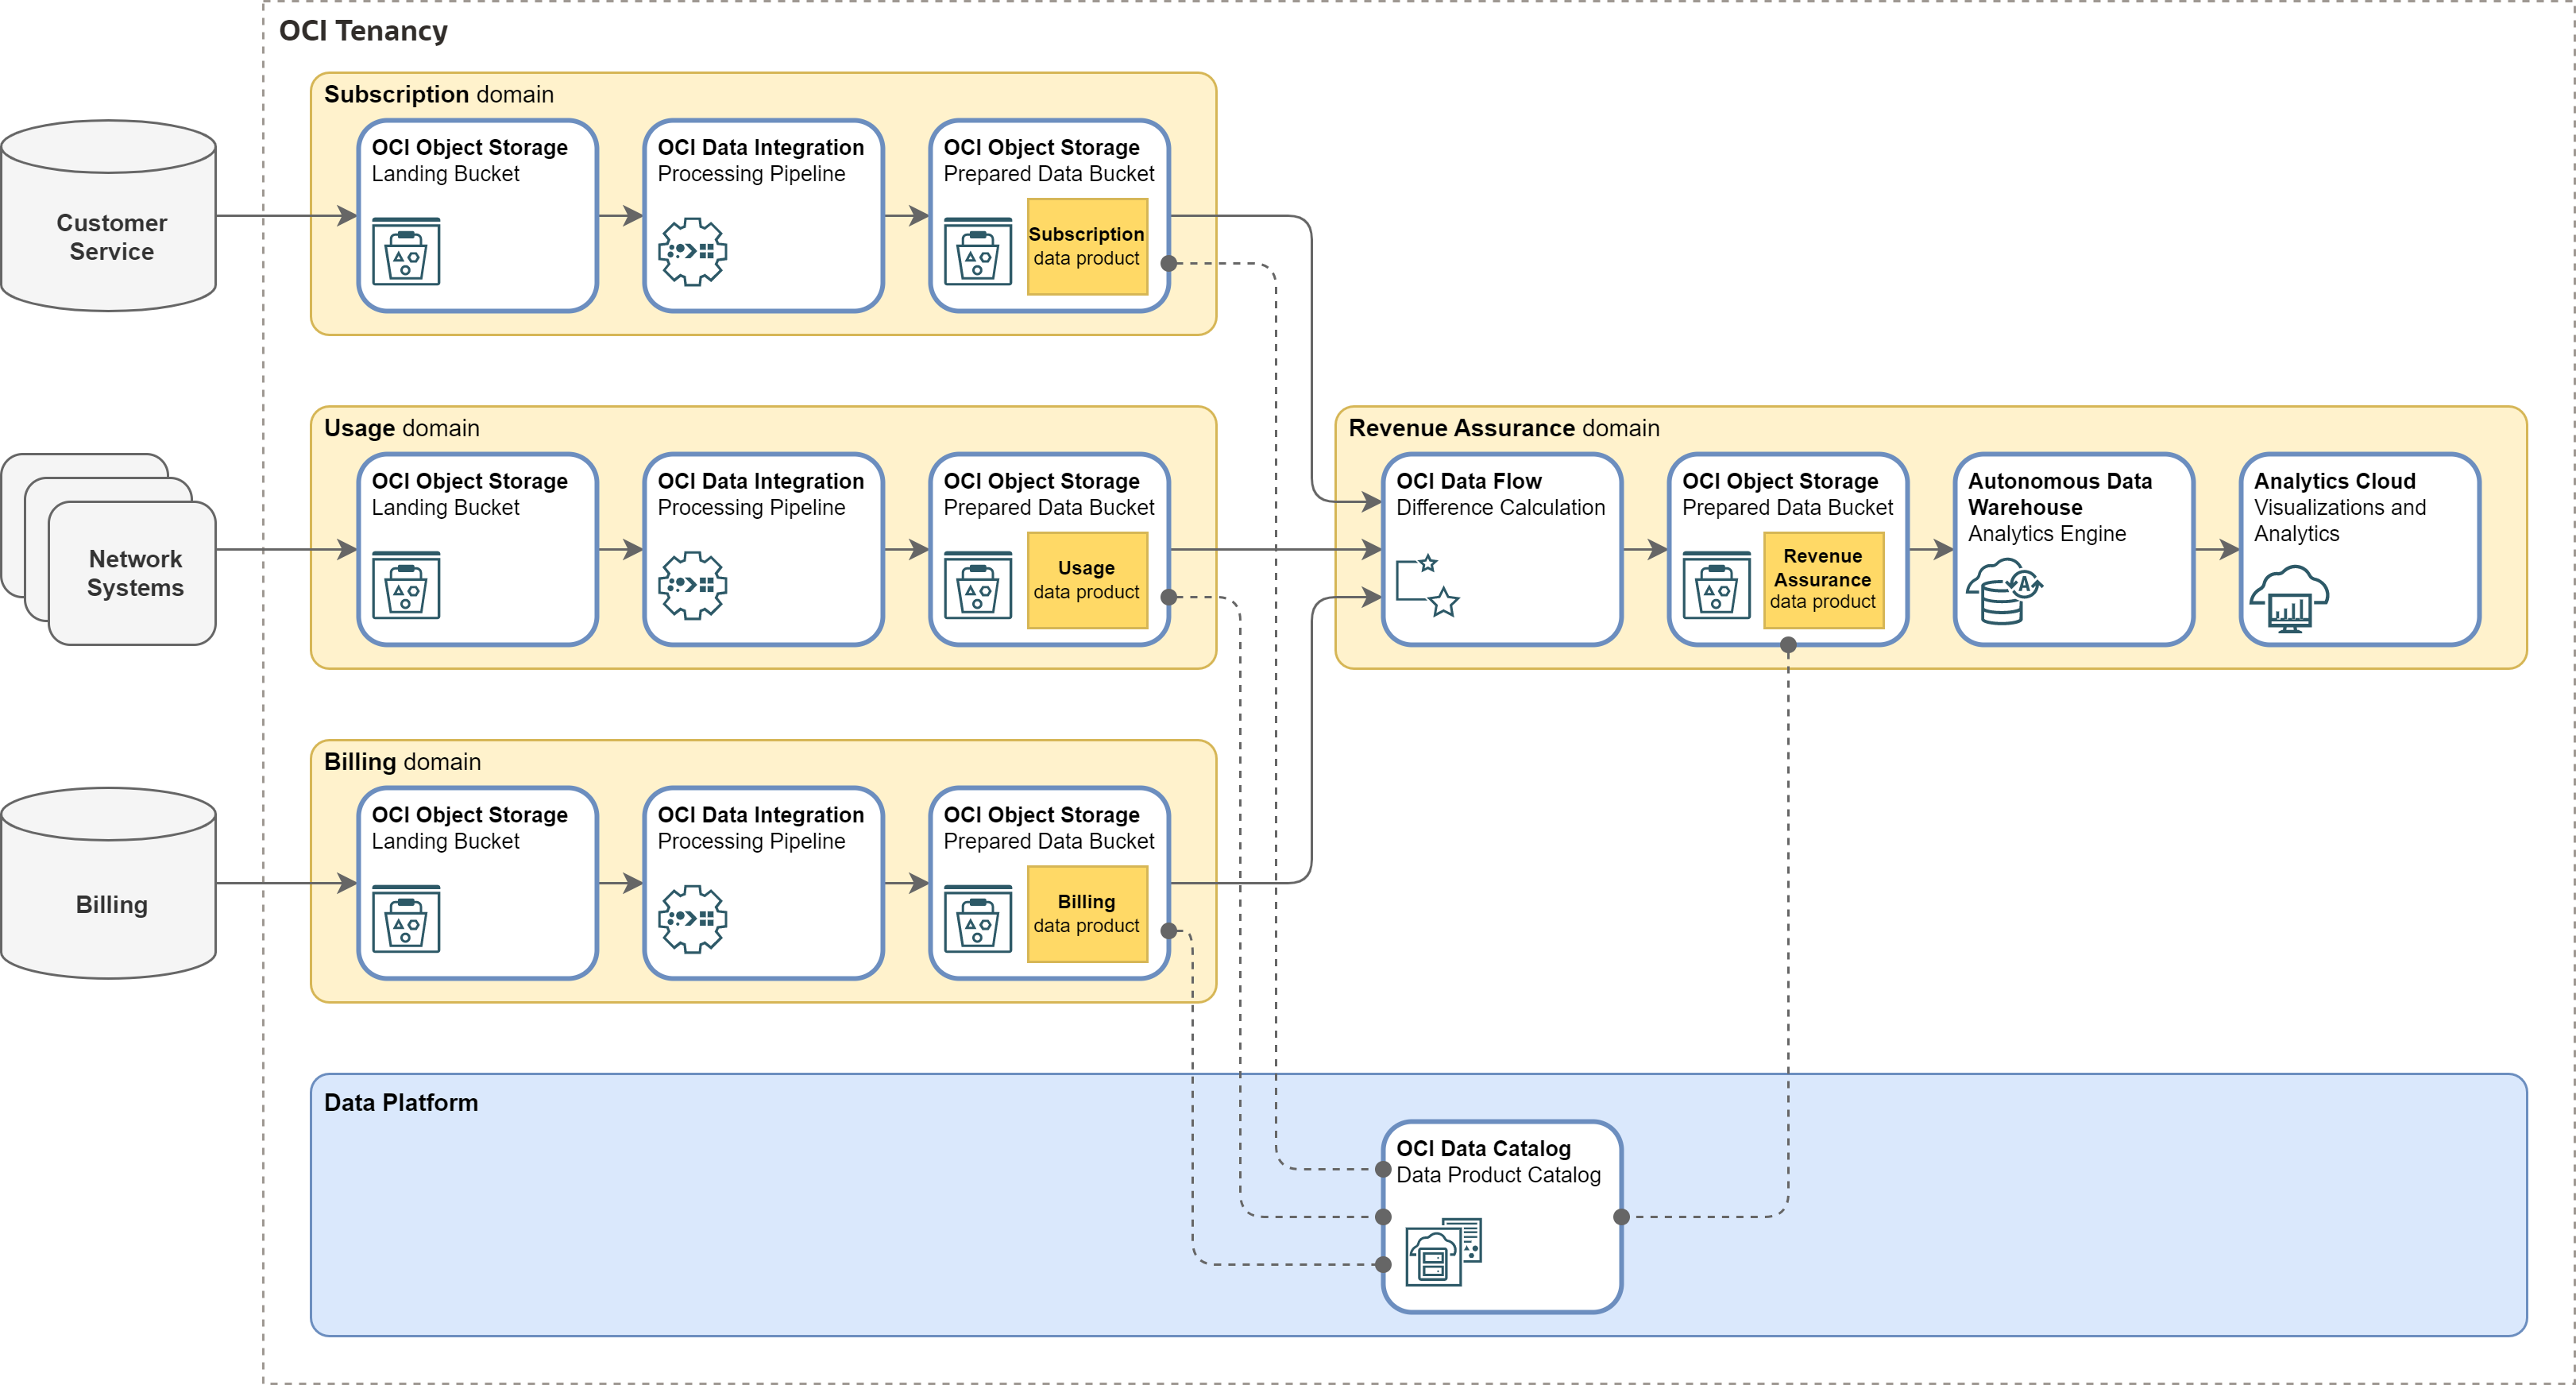 OCI Tenancy
Subscription domain
Customer
Service
OCI Object Storage
Landing Bucket
OCI Data Integration
Processing Pipeline
OCI Object Storage
Prepared Data Bucket
Subscription
data product
Usage domain
Network
Systems
OCI Object Storage
Landing Bucket
OCI Data Integration
Processing Pipeline
OCI Object Storage
Prepared Data Bucket
Usage
data product
Revenue Assurance domain
OCI Data Flow
Difference Calculation
OCI Object Storage
Prepared Data Bucket
Revenue
Assurance
data product
Autonomous Data
Warehouse
Analytics Engine
A
Analytics Cloud
Visualizations and
Analytics
Billing domain
Billing
OCI Object Storage
Landing Bucket
OCI Data Integration
Processing Pipeline
OCI Object Storage
Prepared Data Bucket
Billing
data product
Data Platform
OCI Data Catalog
Data Product Catalog